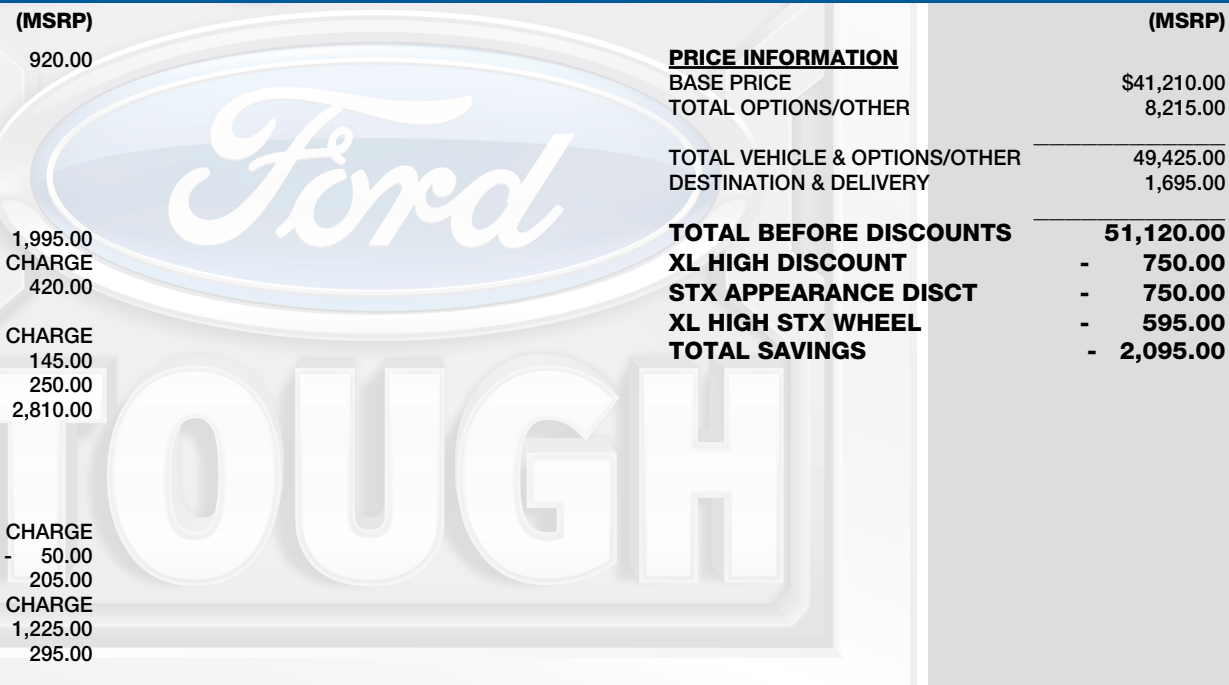 (MSRP)
920.00
1,995.00
CHARGE
420.00
CHARGE
145.00
250.00
2,810.00
CHARGE
- 50.00
205.00
CHARGE
1,225.00
295.00
Ford
TOUGH
(MSRP)
PRICE INFORMATION
BASE PRICE $41,210.00
TOTAL OPTIONS/OTHER 8,215.00
TOTAL VEHICLE & OPTIONS/OTHER 49,425.00
DESTINATION & DELIVERY 1,695.00
TOTAL BEFORE DISCOUNTS 51,120.00
XL HIGH DISCOUNT - 750.00
STX APPEARANCE DISCT - 750.00
XL HIGH STX WHEEL - 595.00
TOTAL SAVINGS - 2,095.00